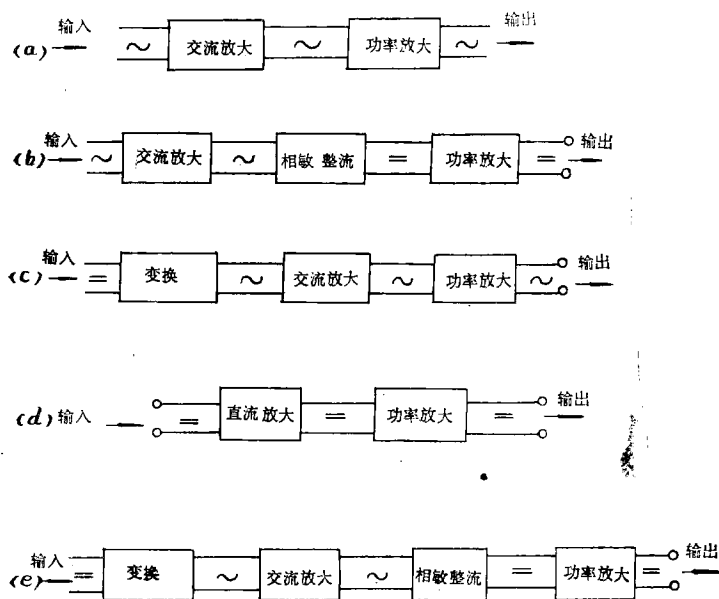 (a) 输入 ~ 交流放大 ~ 功率放大 ~ 输出
(b) 输入 ~ 交流放大 ~ 相敏整流 = 功率放大 = 输出
(c) 输入 = 变换 ~ 交流放大 ~ 功率放大 ~ 输出
(d) 输入 = 直流放大 = 功率放大 = 输出
(e) 输入 = 变换 ~ 交流放大 ~ 相敏整流 = 功率放大 = 输出